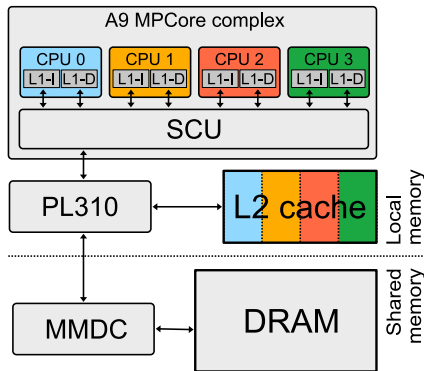 A9 MPCore complex
CPU 0 CPU 1 CPU 2 CPU 3
L1-I L1-D L1-I L1-D L1-I L1-D L1-I L1-D
SCU
PL310
L2 cache
Local memory
MMDC
DRAM
Shared memory